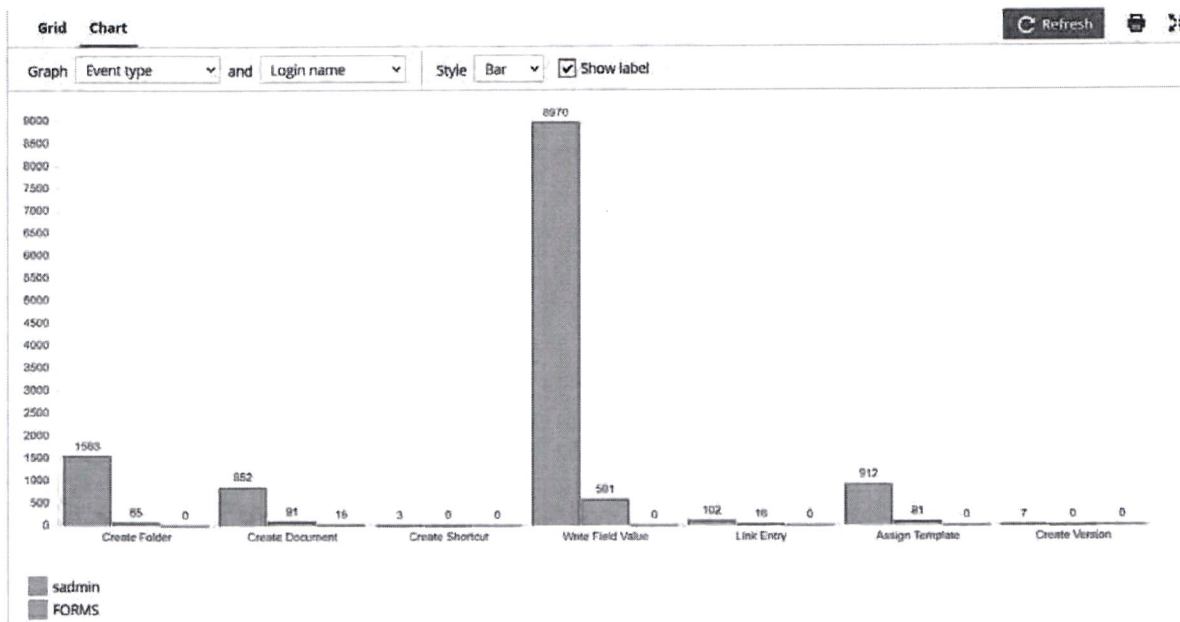 Grid Chart Refresh
Graph Event type and Login name Style Bar Show label
8970
9000
8500
8000
7500
7000
6500
6000
5500
5000
4500
4000
3500
3000
2500
2000
1500
1000
500
0
1563 65 0
852 91 16
3 0 0
581 0
102 16 0
912 81 0
7 0 0
Create Folder Create Document Create Shortcut Write Field Value Link Entry Assign Template Create Version
sadmin
FORMS